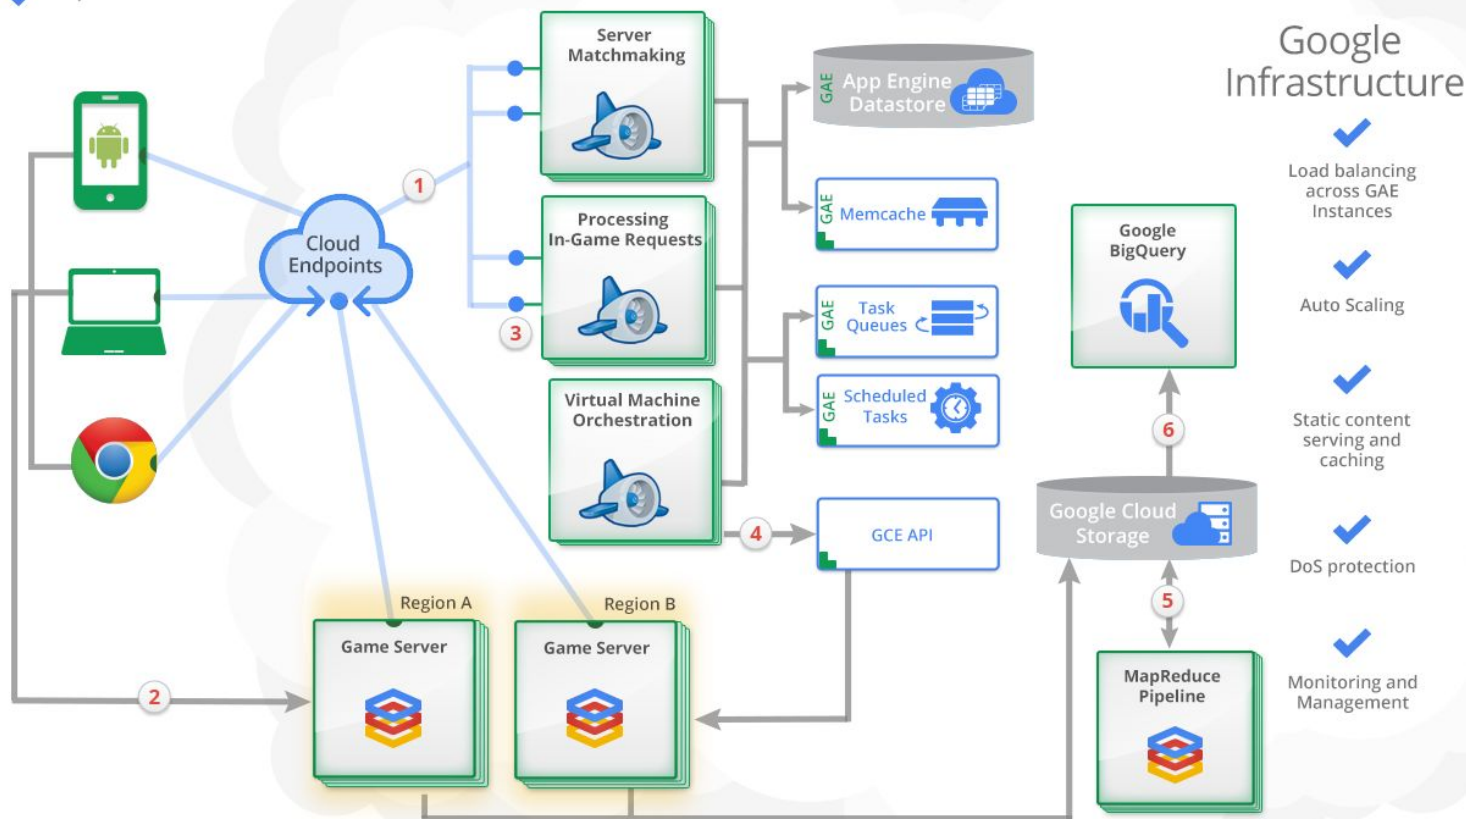 Server
Matchmaking
GAE
App Engine
Datastore
Google
Infrastructure
1
Cloud
Endpoints
Processing
In-Game Requests
3
GAE
Memcache
Load balancing
across GAE
Instances
Google
BigQuery
GAE
Task
Queues
Auto Scaling
Virtual Machine
Orchestration
GAE
Scheduled
Tasks
6
Static content
serving and
caching
4
GCE API
Google Cloud
Storage
DoS protection
5
Region A
Game Server
Region B
Game Server
2
MapReduce
Pipeline
Monitoring and
Management